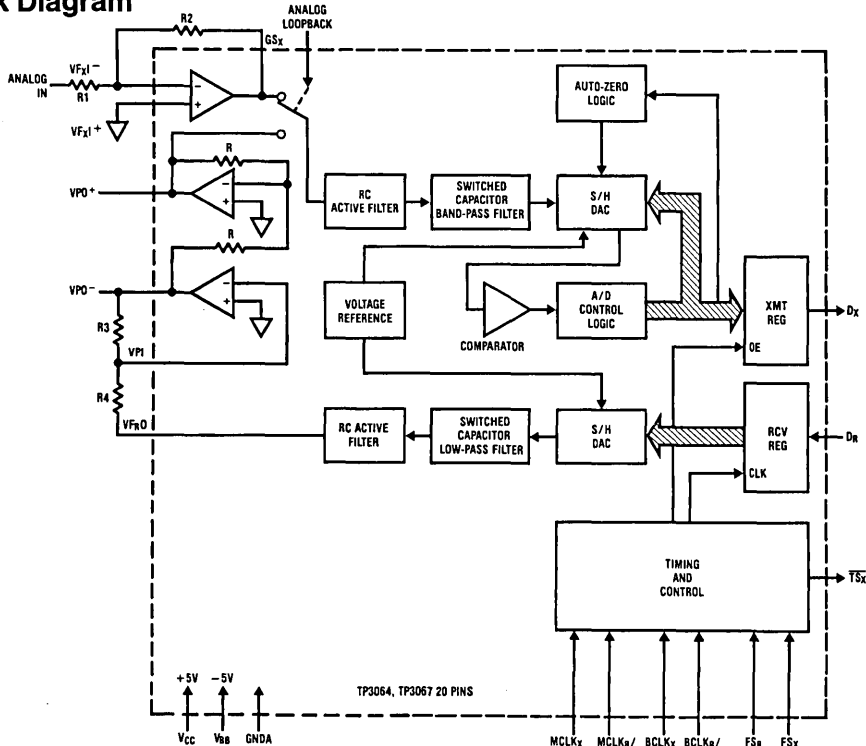 k Diagram
R2
GSX
ANALOG
LOOPBACK
ANALOG
IN
VFXI−
R1
VFXI+
R
VPO+
R
VPO−
R3
VPI
R4
VFRO
AUTO-ZERO
LOGIC
RC
ACTIVE FILTER
SWITCHED
CAPACITOR
BAND-PASS FILTER
S/H
DAC
VOLTAGE
REFERENCE
COMPARATOR
A/D
CONTROL
LOGIC
XMT
REG
OE
DX
RC ACTIVE
FILTER
SWITCHED
CAPACITOR
LOW-PASS FILTER
S/H
DAC
RCV
REG
CLK
DR
TIMING
AND
CONTROL
TSX
+5V
−5V
TP3064, TP3067 20 PINS
VCC
VBB
GNDA
MCLKX
MCLKR/
BCLKX
BCLKR/
FSR
FSX